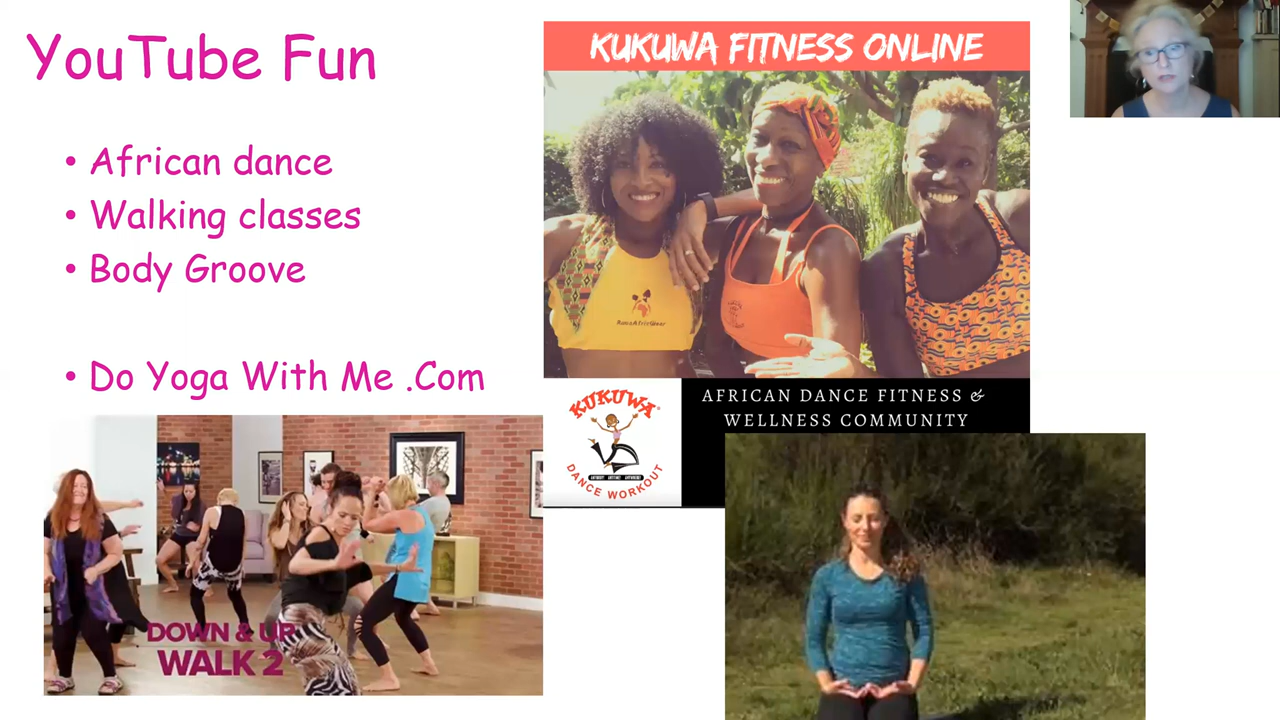 YouTube Fun
• African dance
• Walking classes
• Body Groove
• Do Yoga With Me .Com
KUKUWA FITNESS ONLINE
KUKUWA®
DANCE WORKOUT
AFRICAN DANCE FITNESS &
WELLNESS COMMUNITY
DOWN & UP
WALK 2